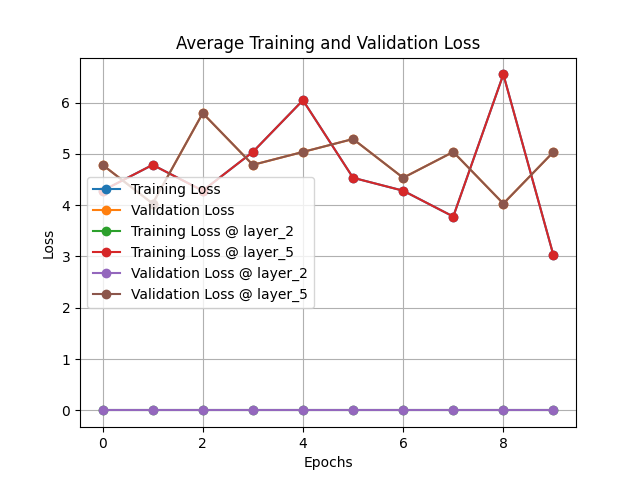 Average Training and Validation Loss
Loss
6
5
4
3
2
1
0
Training Loss
Validation Loss
Training Loss @ layer_2
Training Loss @ layer_5
Validation Loss @ layer_2
Validation Loss @ layer_5
0 2 4 6 8
Epochs